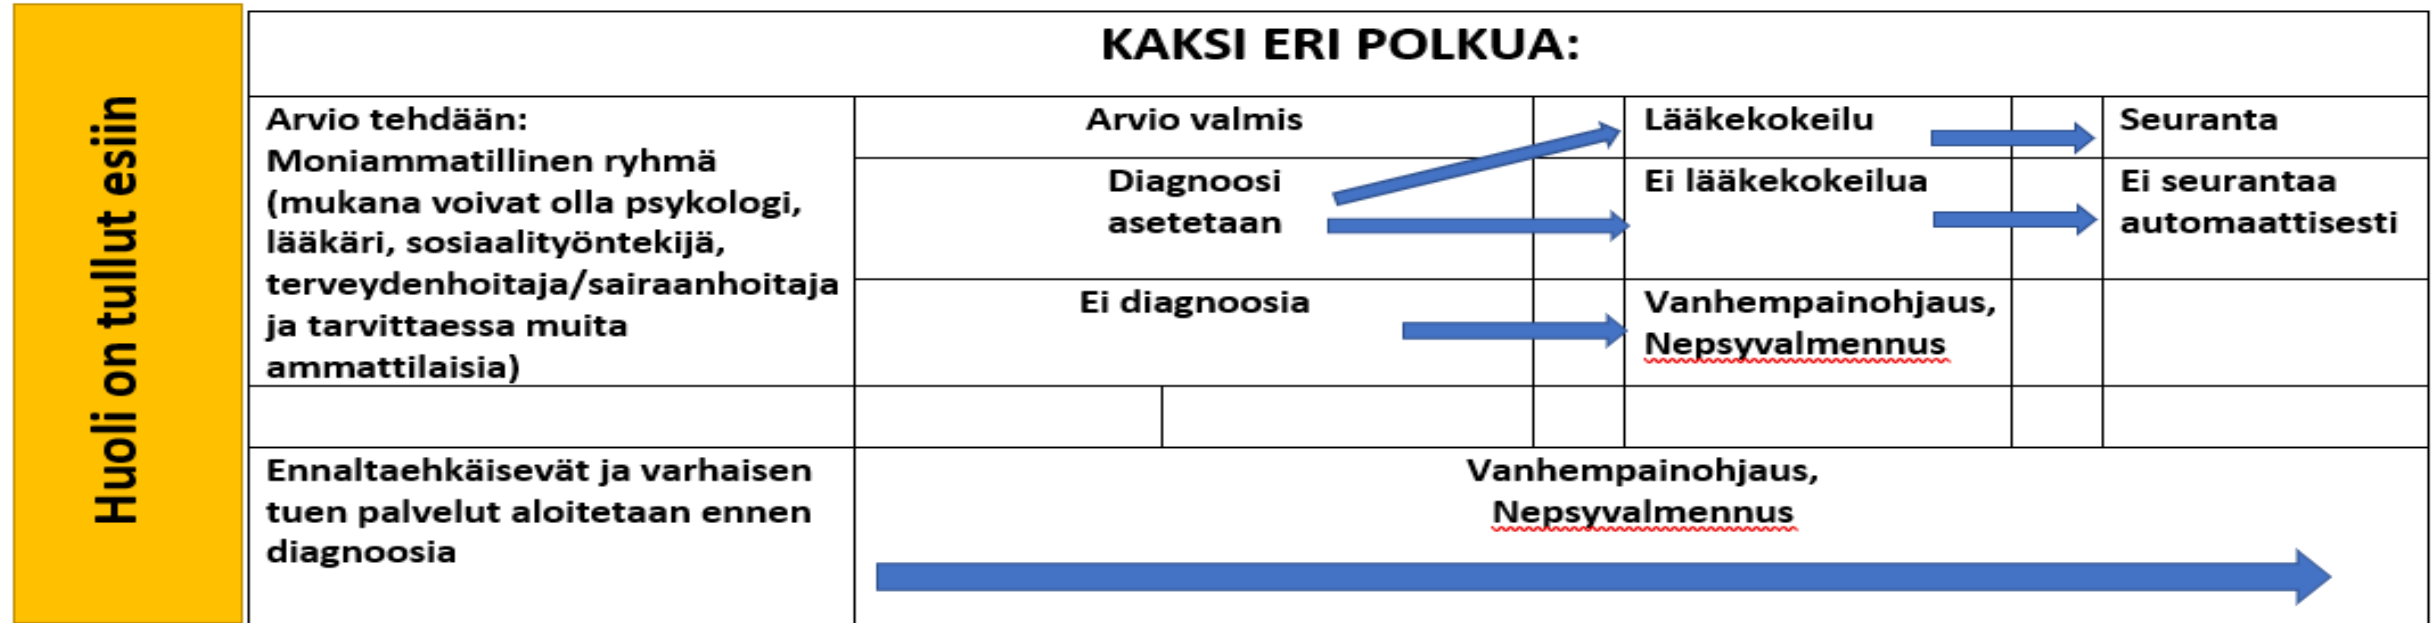 Huoli on tullut esiin
KAKSI ERI POLKUA:
Arvio tehdään:
Moniammatillinen ryhmä
(mukana voivat olla psykologi,
lääkäri, sosiaalityöntekijä,
terveydenhoitaja/sairaanhoitaja
ja tarvittaessa muita
ammattilaisia)
Arvio valmis
Lääkekokeilu
Seuranta
Diagnoosi
asetetaan
Ei lääkekokeilua
Ei seurantaa
automaattisesti
Ei diagnoosia
Vanhempainohjaus,
Nepsyvalmennus
Ennaltaehkäisevät ja varhaisen
tuen palvelut aloitetaan ennen
diagnoosia
Vanhempainohjaus,
Nepsyvalmennus